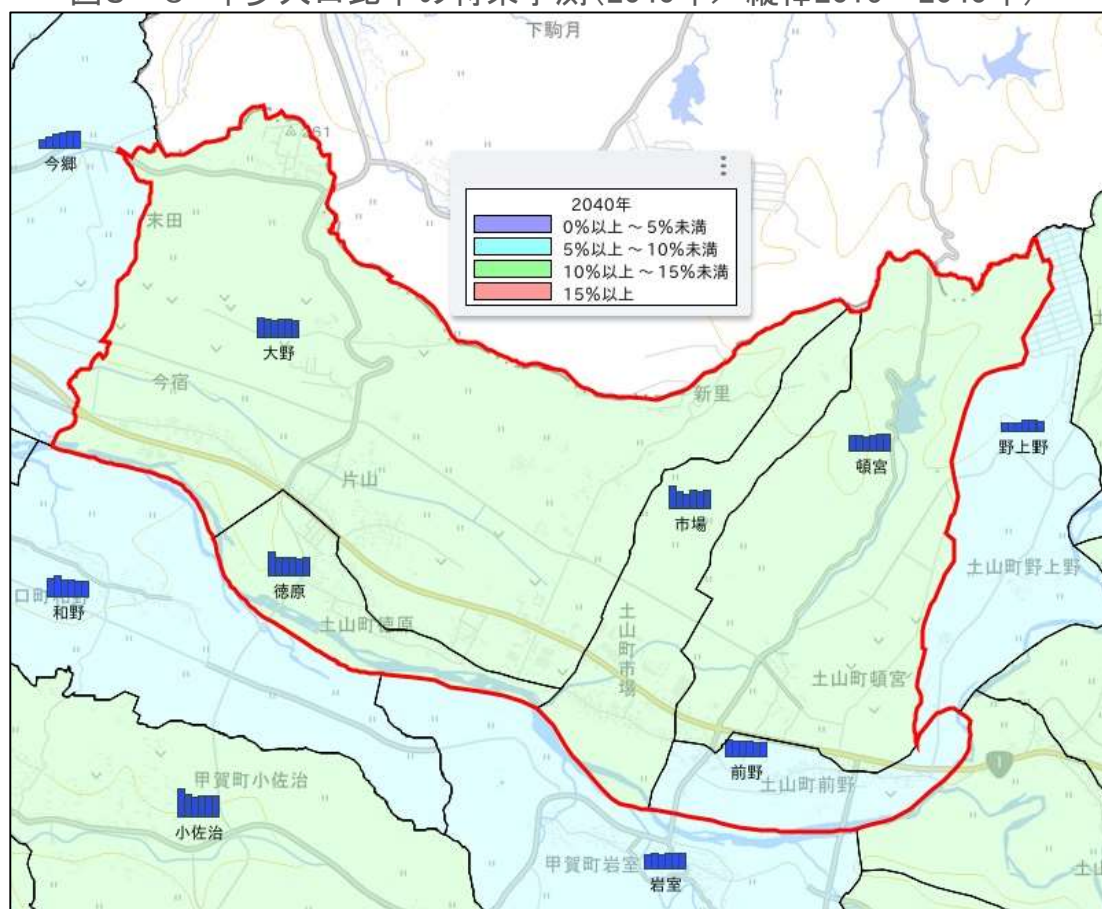 下駒月
261
今郷
末田
2040年
0%以上 ～ 5%未満
5%以上 ～ 10%未満
10%以上 ～ 15%未満
15%以上
大野
今宿
新里
頓宮
野上野
片山
市場
土山町野上野
徳原
和野
土山町徳原
土山町市場
土山町頓宮
前野
土山町前野
1
甲賀町小佐治
小佐治
甲賀町岩室
岩室